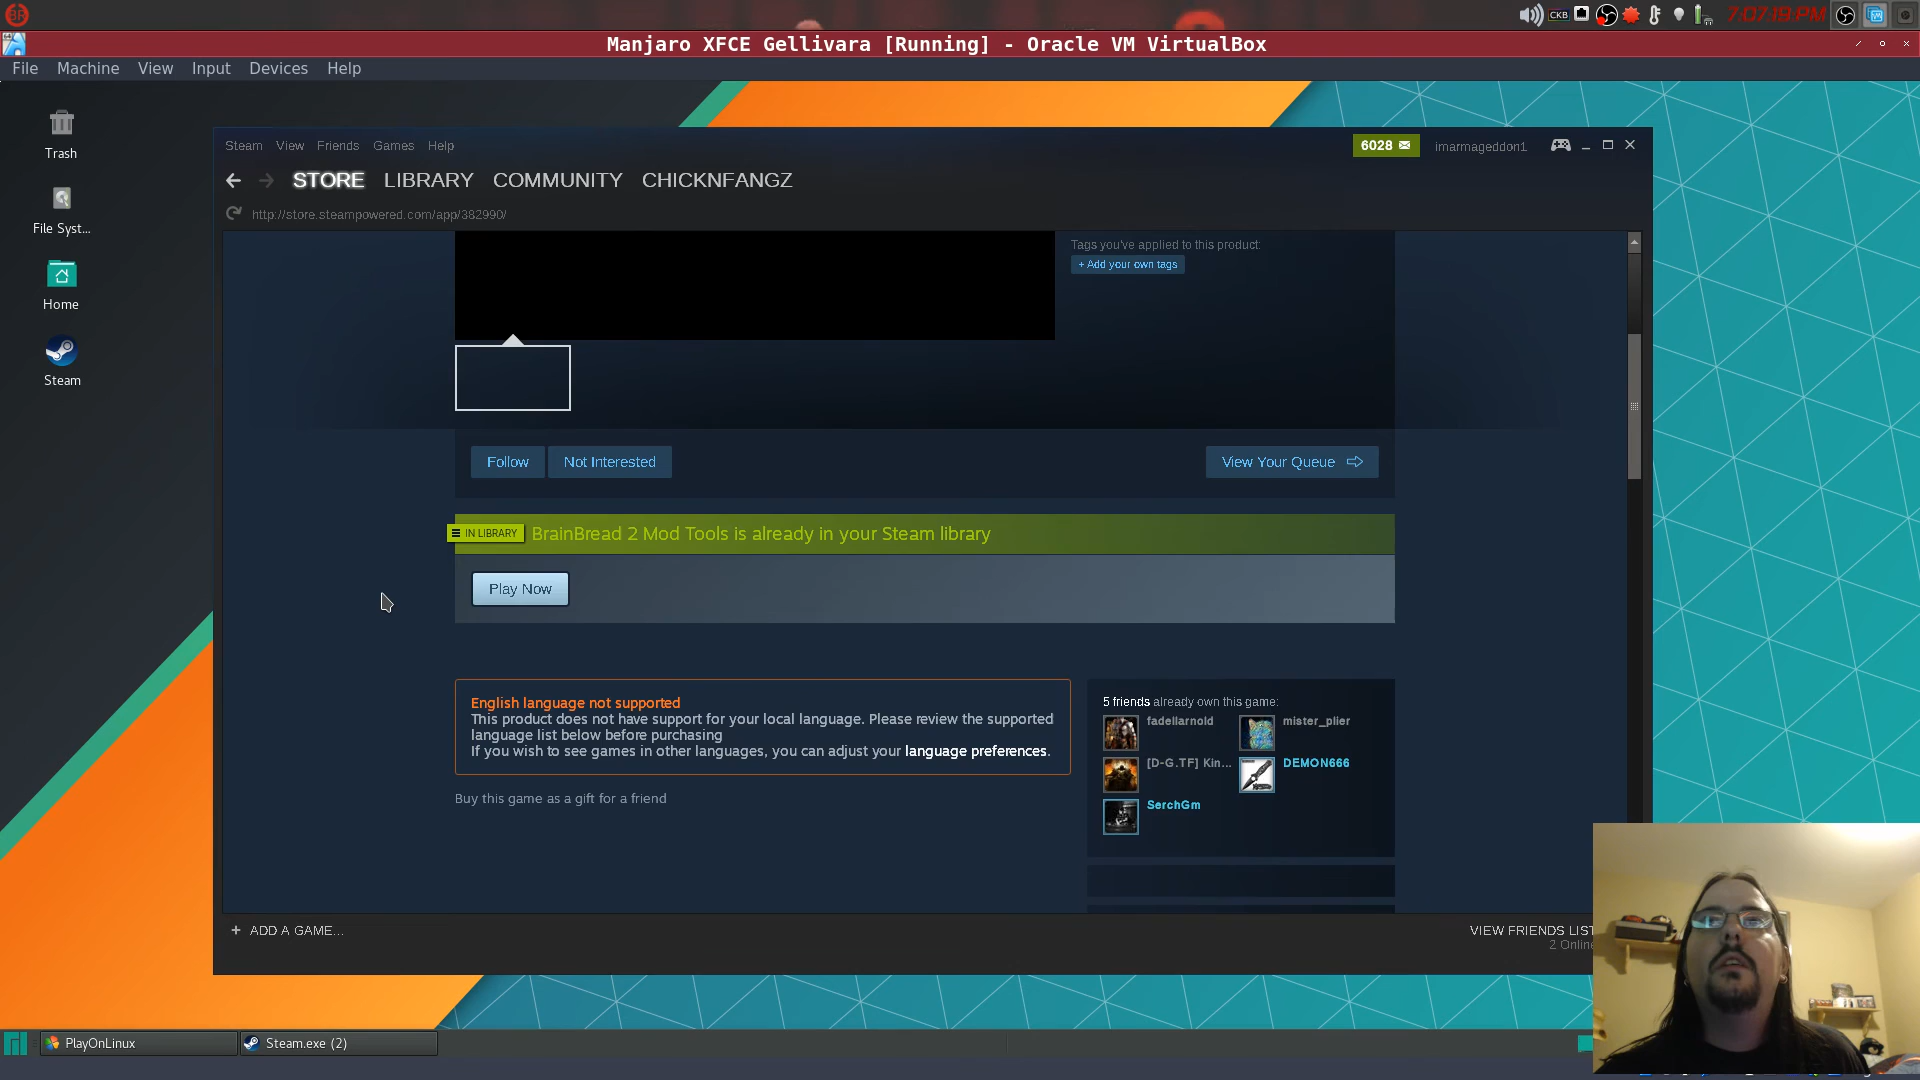 CKB
7:07:19 PM
Manjaro XFCE Gellivara [Running] - Oracle VM VirtualBox
File Machine View Input Devices Help
Trash
File Syst...
Home
Steam
Steam View Friends Games Help
6028
imarmageddon1
STORE LIBRARY COMMUNITY CHICKNFANGZ
http://store.steampowered.com/app/382990/
Tags you've applied to this product:
+ Add your own tags
Follow
Not Interested
View Your Queue
IN LIBRARY
BrainBread 2 Mod Tools is already in your Steam library
Play Now
English language not supported
This product does not have support for your local language. Please review the supported
language list below before purchasing
If you wish to see games in other languages, you can adjust your language preferences.
Buy this game as a gift for a friend
5 friends already own this game:
fadellarnold
mister_plier
[D-G.TF] Kin...
DEMON666
SerchGm
+ ADD A GAME...
VIEW FRIENDS LIST
2 Online
PlayOnLinux
Steam.exe (2)